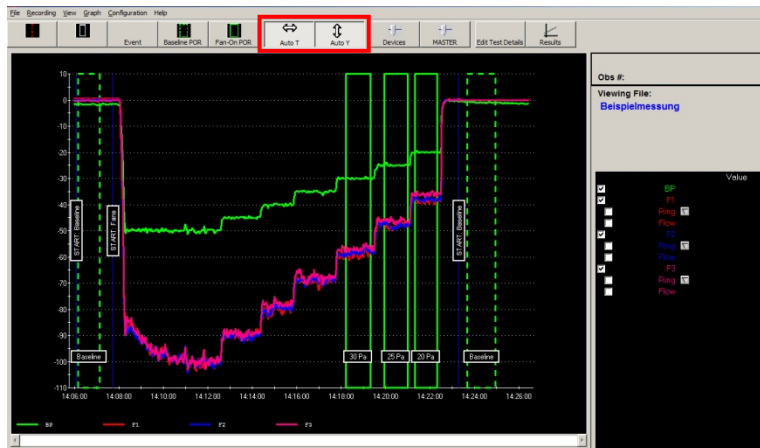 File Recording View Graph Configuration Help
Event Baseline POR Fan-On POR Auto T Auto Y Devices MASTER Edit Test Details Results
Obs #:
Viewing File:
Beispielmessung
Value
BP
F1
Ring
Flow
F2
Ring
Flow
F3
Ring
Flow
10
0
-10
-20
-30
-40
-50
-60
-70
-80
-90
-100
-110
START: Baseline
START: Fans
START: Baseline
Baseline
30 Pa
25 Pa
20 Pa
Baseline
14:06:00 14:08:00 14:10:00 14:12:00 14:14:00 14:16:00 14:18:00 14:20:00 14:22:00 14:24:00 14:26:00
BP F1 F2 F3